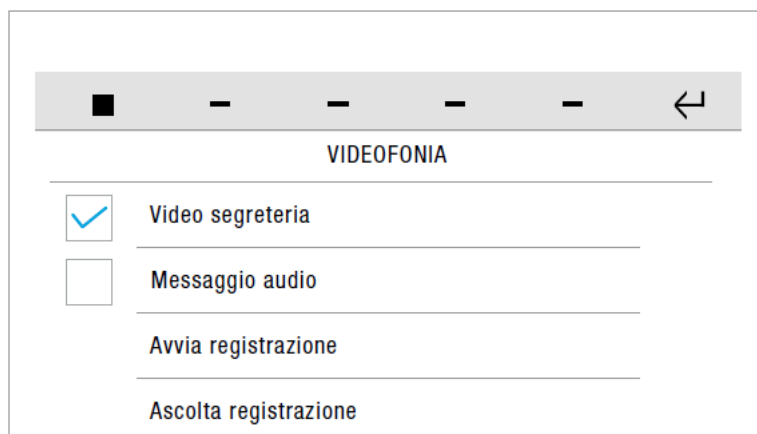 VIDEOFONIA
Video segreteria
Messaggio audio
Avvia registrazione
Ascolta registrazione